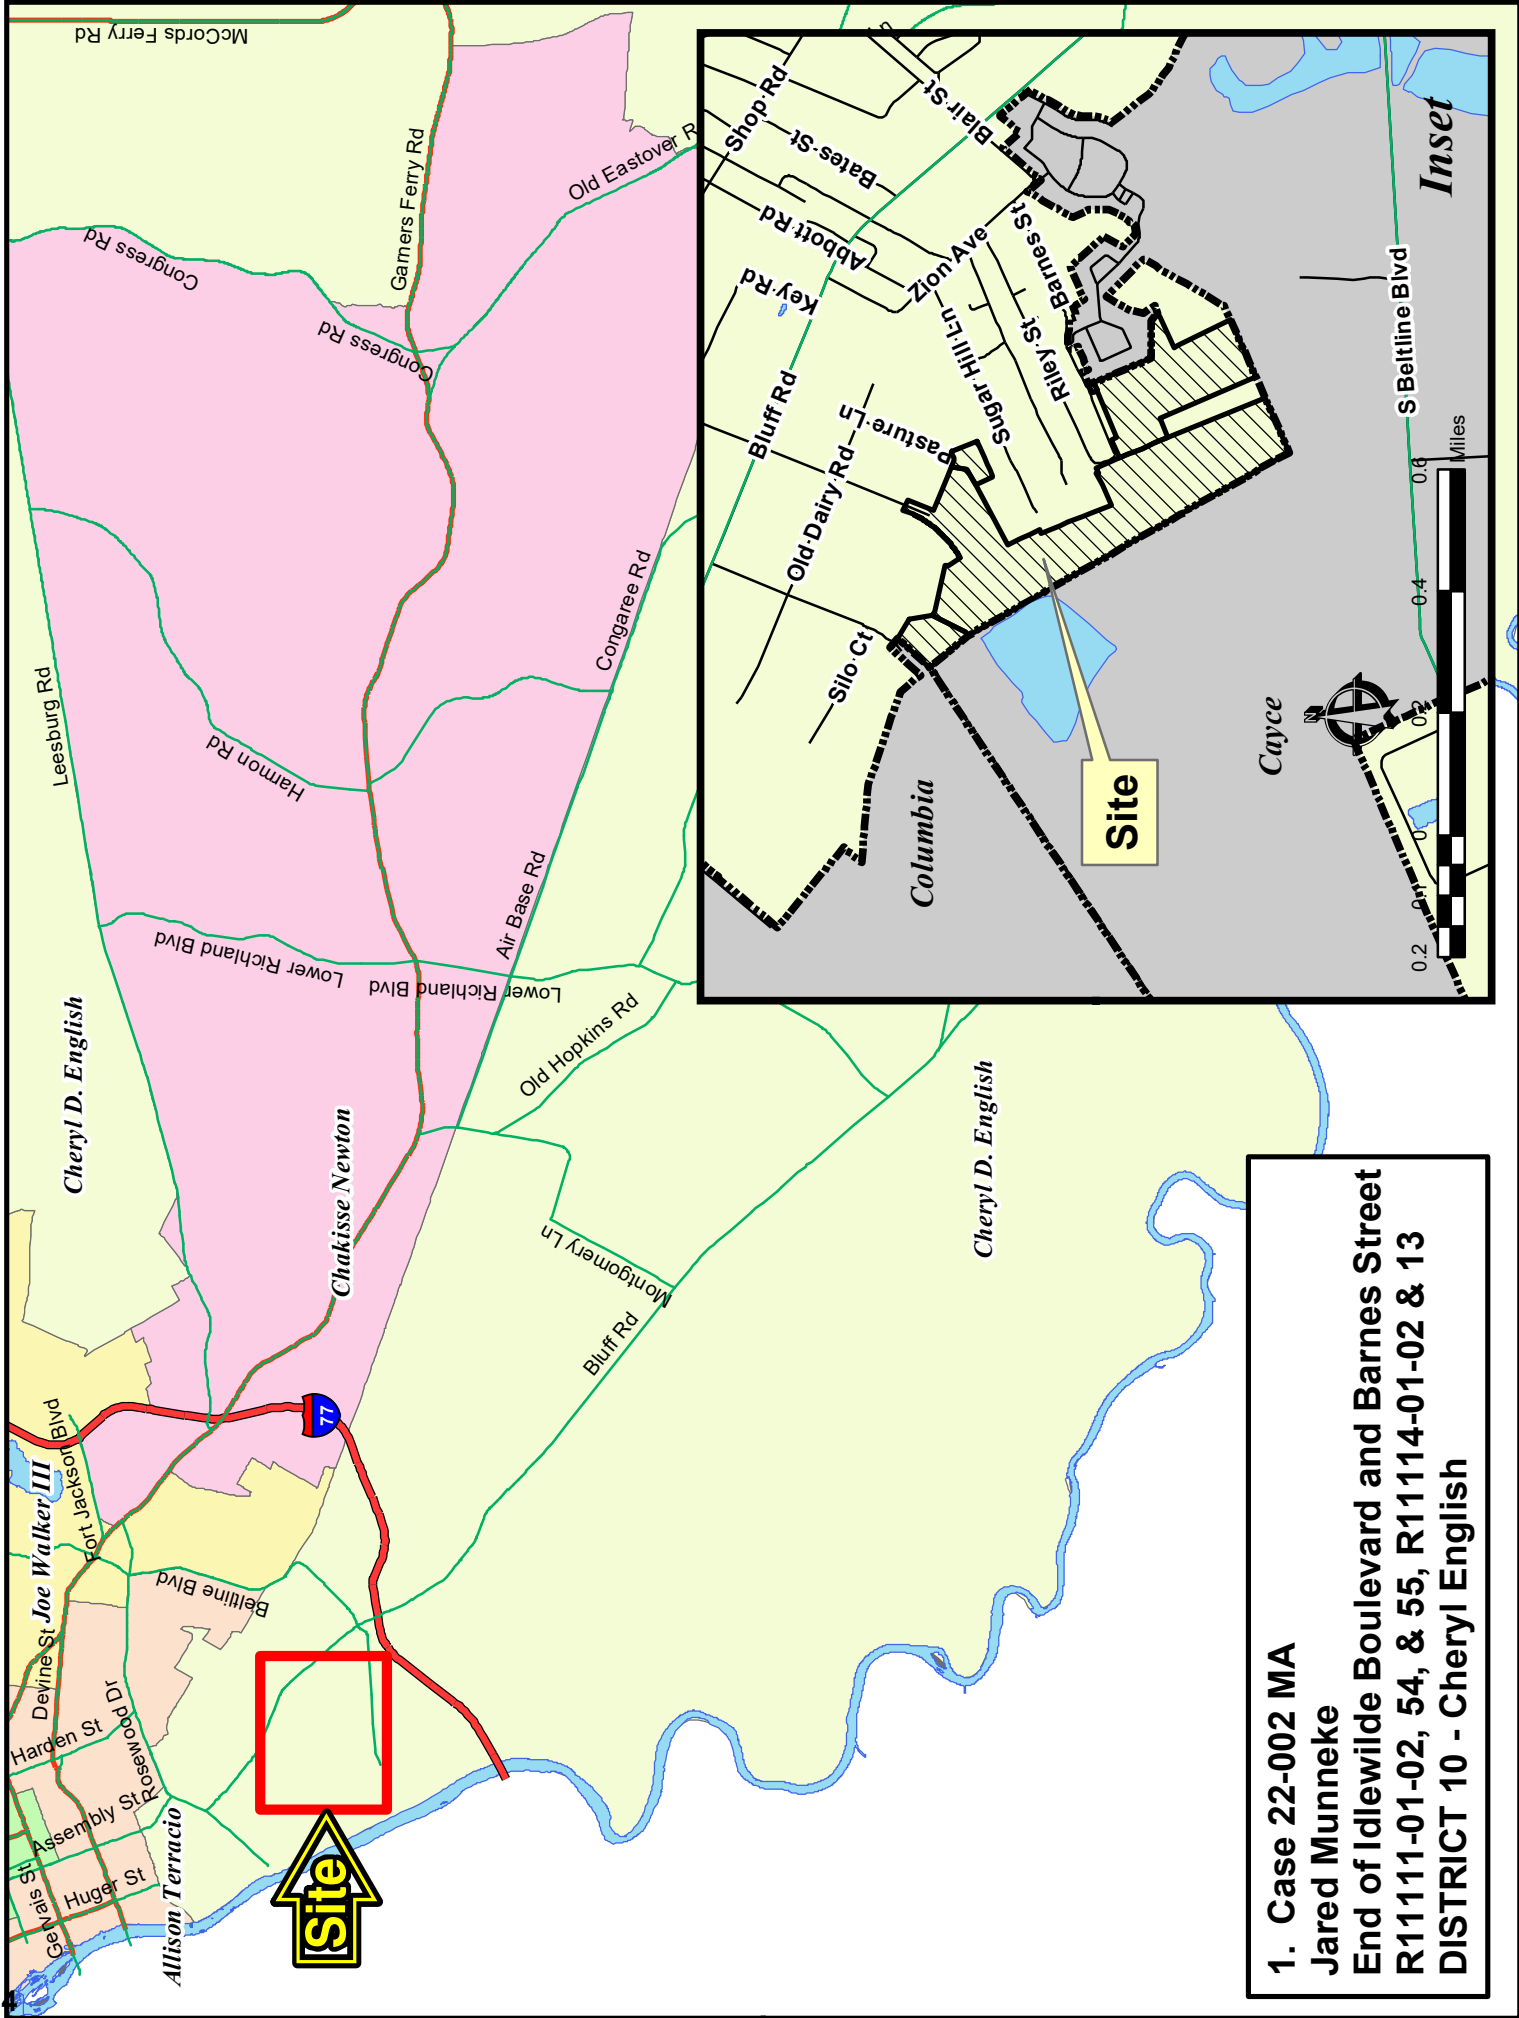 1. Case 22-002 MA
Jared Munneke
End of Idlewilde Boulevard and Barnes Street
R11111-01-02, 54, & 55, R11114-01-02 & 13
DISTRICT 10 - Cheryl English
Site
Gervais St
Huger St
Assembly St
Harden St
Devine St
Rosewood Dr
Allison Terracio
Joe Walker III
Fort Jackson Blvd
Beltline Blvd
77
Chakisse Newton
Cheryl D. English
Leesburg Rd
Lower Richland Blvd
Lower Richland Blvd
Harmon Rd
Garners Ferry Rd
Congress Rd
Congress Rd
McCords Ferry Rd
Old Eastover R
Congaree Rd
Air Base Rd
Old Hopkins Rd
Montgomery Ln
Bluff Rd
Cheryl D. English
Shop Rd
Bates St
Blair St
Ln
Abbott Rd
Key Rd
Zion Ave
Barnes St
Riley St
Sugar Hill Ln
Bluff Rd
Pasture Ln
Old Dairy Rd
Silo Ct
Columbia
Site
Cayce
N
S Beltline Blvd
Inset
0.2
0.1
0
0.2
0.4
0.6
Miles